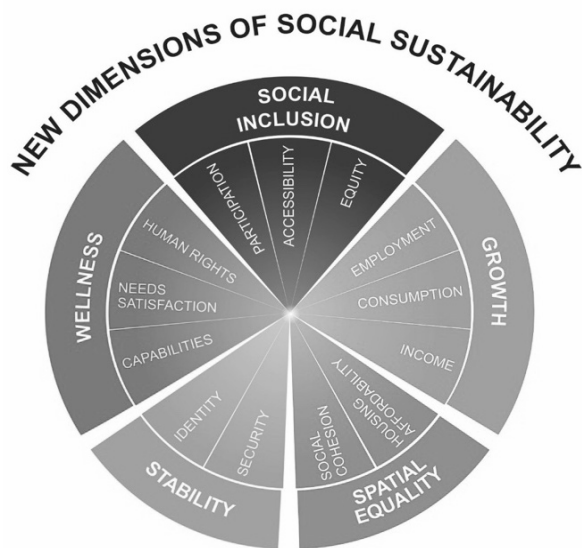 NEW DIMENSIONS OF SOCIAL SUSTAINABILITY
SOCIAL
INCLUSION
PARTICIPATION
ACCESSIBILITY
EQUITY
GROWTH
EMPLOYMENT
CONSUMPTION
INCOME
SPATIAL
EQUALITY
HOUSING
AFFORDABILITY
SOCIAL
COHESION
STABILITY
SECURITY
IDENTITY
WELLNESS
CAPABILITIES
NEEDS
SATISFACTION
HUMAN RIGHTS